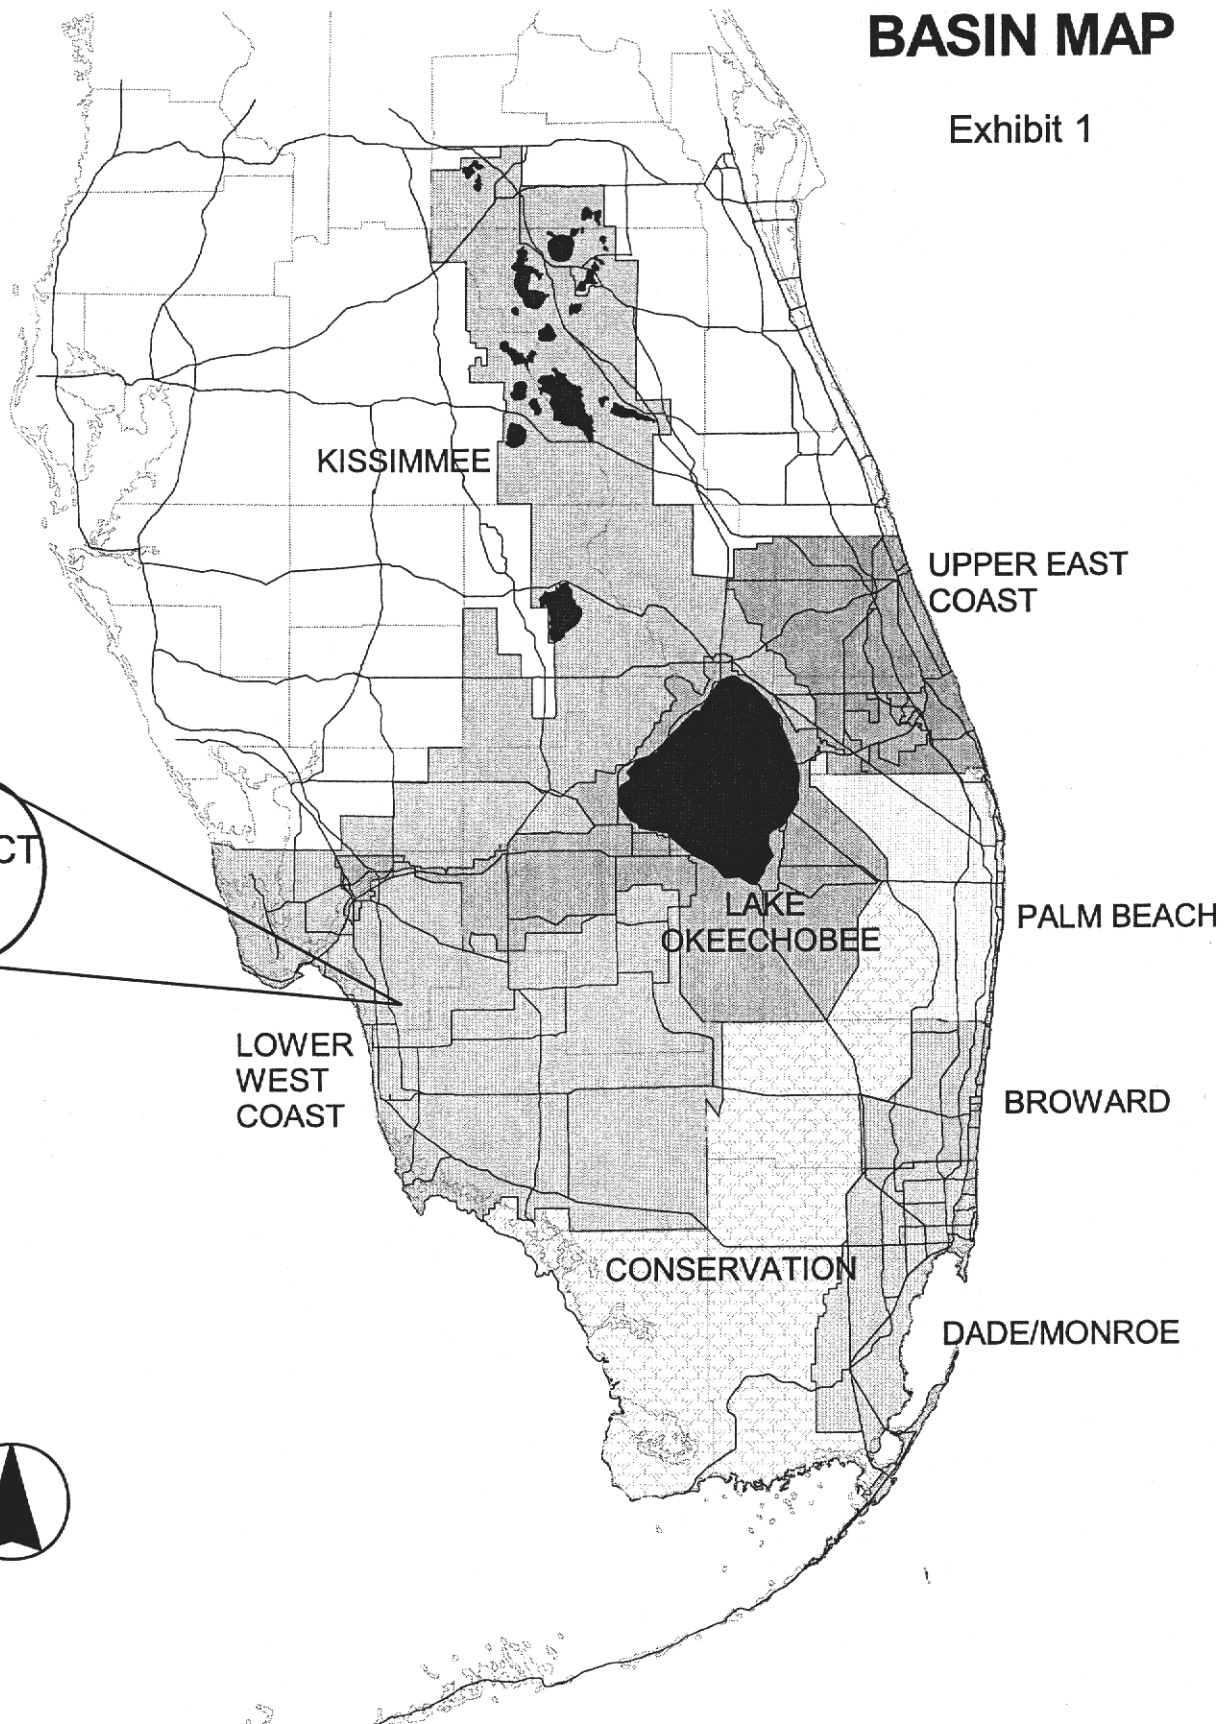 BASIN MAP
Exhibit 1
KISSIMMEE
UPPER EAST
COAST
CT
LAKE
OKEECHOBEE
PALM BEACH
LOWER
WEST
COAST
BROWARD
CONSERVATION
DADE/MONROE